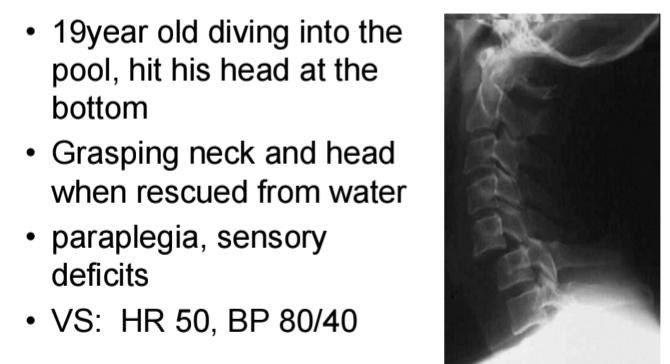 • 19year old diving into the
pool, hit his head at the
bottom
• Grasping neck and head
when rescued from water
• paraplegia, sensory
deficits
• VS:  HR 50, BP 80/40